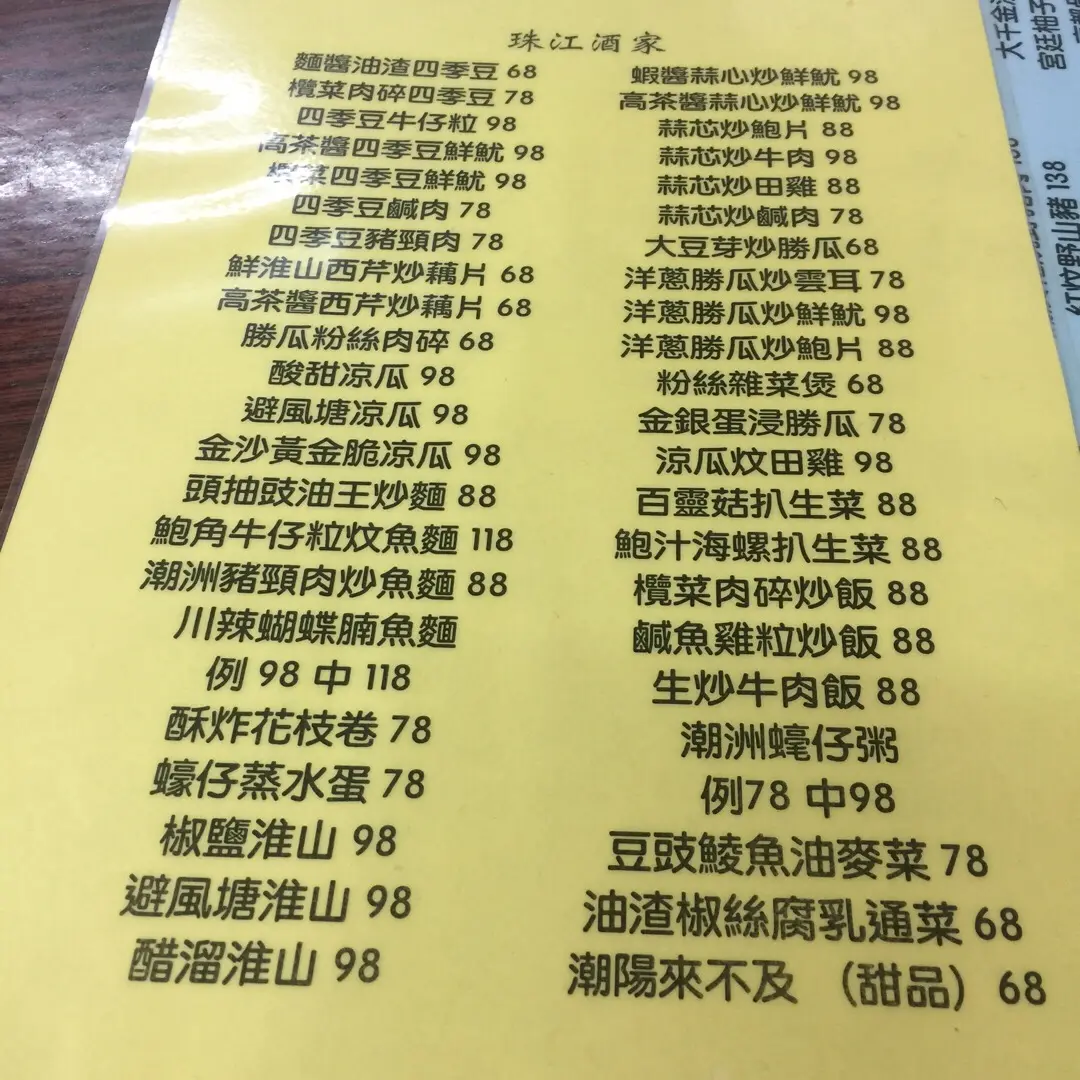 珠江酒家
麵醬油渣四季豆 68
欖菜肉碎四季豆 78
四季豆牛仔粒 98
高茶醬四季豆鮮魷 98
欖菜四季豆鮮魷 98
四季豆鹹肉 78
四季豆豬頸肉 78
鮮淮山西芹炒藕片 68
高茶醬西芹炒藕片 68
勝瓜粉絲肉碎 68
酸甜凉瓜 98
避風塘凉瓜 98
金沙黃金脆凉瓜 98
頭抽豉油王炒麵 88
鮑角牛仔粒炆魚麵 118
潮洲豬頸肉炒魚麵 88
川辣蝴蝶腩魚麵
例 98 中 118
酥炸花枝卷 78
蠔仔蒸水蛋 78
椒鹽淮山 98
避風塘淮山 98
醋溜淮山 98
蝦醬蒜心炒鮮魷 98
高茶醬蒜心炒鮮魷 98
蒜芯炒鮑片 88
蒜芯炒牛肉 98
蒜芯炒田雞 88
蒜芯炒鹹肉 78
大豆芽炒勝瓜68
洋蔥勝瓜炒雲耳 78
洋蔥勝瓜炒鮮魷 98
洋蔥勝瓜炒鮑片 88
粉絲雜菜煲 68
金銀蛋浸勝瓜 78
涼瓜炆田雞 98
百靈菇扒生菜 88
鮑汁海螺扒生菜 88
欖菜肉碎炒飯 88
鹹魚雞粒炒飯 88
生炒牛肉飯 88
潮洲蠔仔粥
例78 中98
豆豉鯪魚油麥菜 78
油渣椒絲腐乳通菜 68
潮陽來不及 （甜品） 68
大千金
宮廷柚子
紅炆野山豬 138